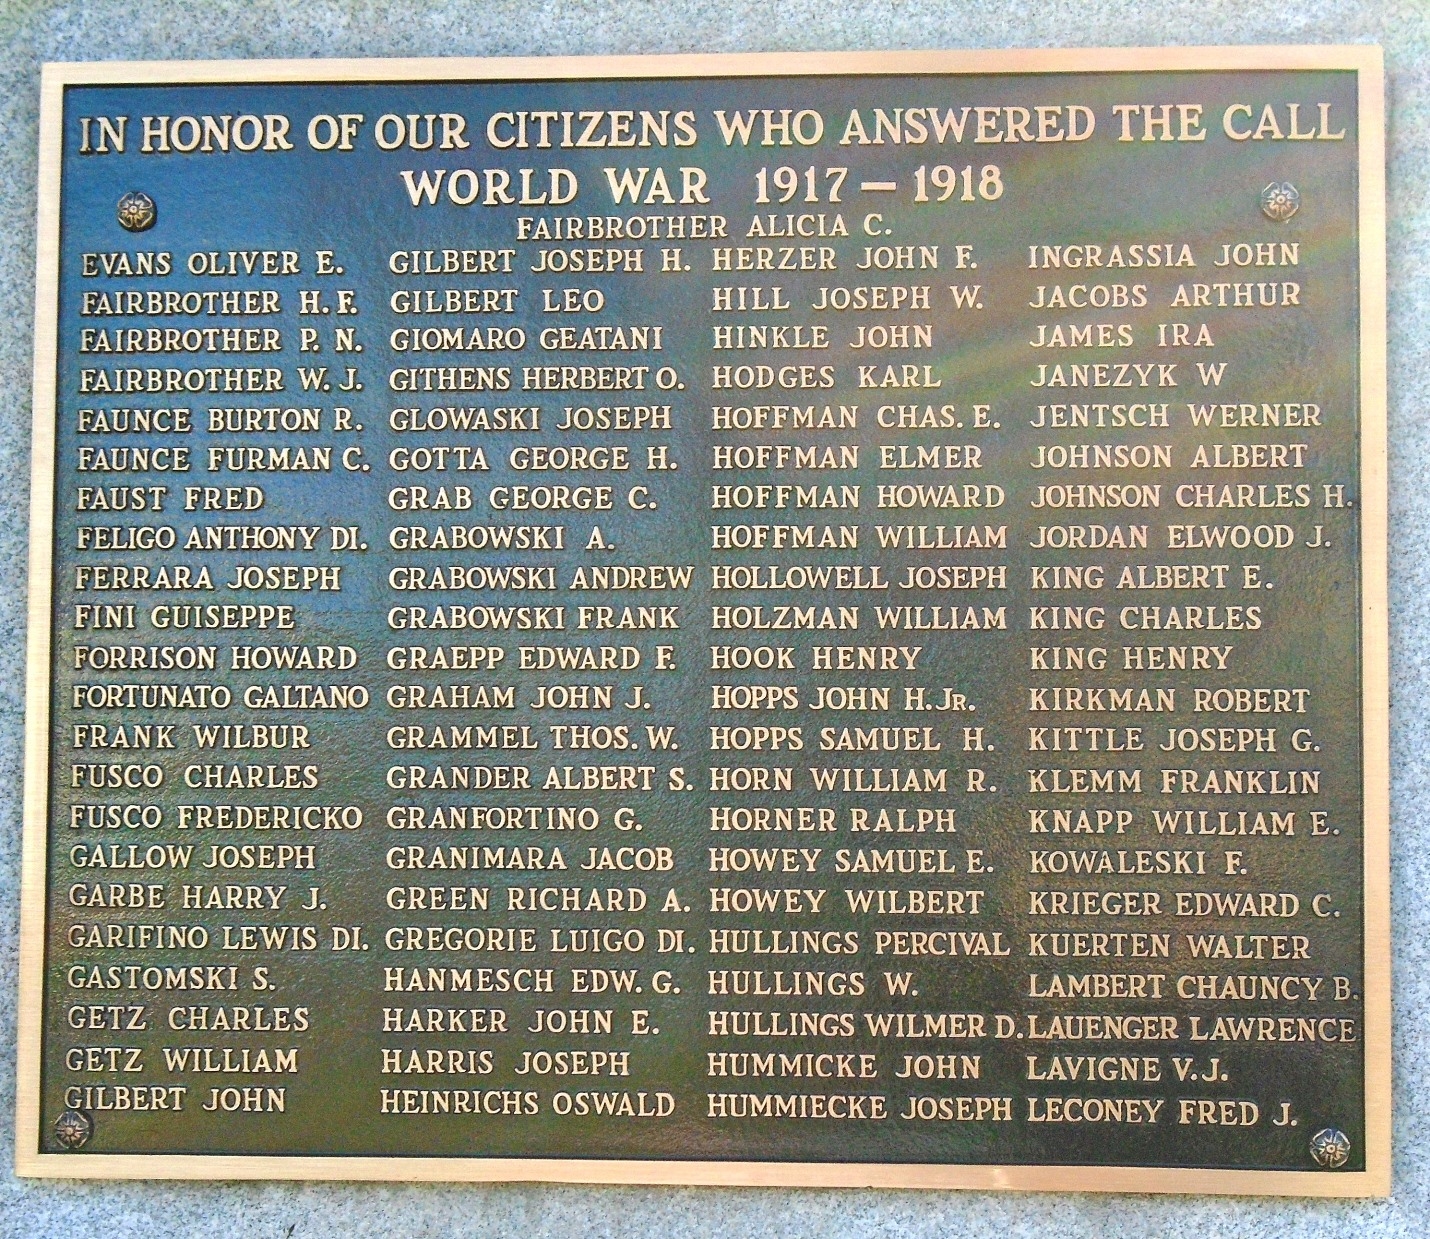 IN HONOR OF OUR CITIZENS WHO ANSWERED THE CALL
WORLD WAR 1917 — 1918
FAIRBROTHER ALICIA C.
EVANS OLIVER E.
FAIRBROTHER H. F.
FAIRBROTHER P. N.
FAIRBROTHER W. J.
FAUNCE BURTON R.
FAUNCE FURMAN C.
FAUST FRED
FELIGO ANTHONY DI.
FERRARA JOSEPH
FINI GUISEPPE
FORRISON HOWARD
FORTUNATO GALTANO
FRANK WILBUR
FUSCO CHARLES
FUSCO FREDERICKO
GALLOW JOSEPH
GARBE HARRY J.
GARIFINO LEWIS DI.
GASTOMSKI S.
GETZ CHARLES
GETZ WILLIAM
GILBERT JOHN
GILBERT JOSEPH H.
GILBERT LEO
GIOMARO GEATANI
GITHENS HERBERT O.
GLOWASKI JOSEPH
GOTTA GEORGE H.
GRAB GEORGE C.
GRABOWSKI A.
GRABOWSKI ANDREW
GRABOWSKI FRANK
GRAEPP EDWARD F.
GRAHAM JOHN J.
GRAMMEL THOS. W.
GRANDER ALBERT S.
GRANFORTINO G.
GRANIMARA JACOB
GREEN RICHARD A.
GREGORIE LUIGO DI.
HANMESCH EDW. G.
HARKER JOHN E.
HARRIS JOSEPH
HEINRICHS OSWALD
HERZER JOHN F.
HILL JOSEPH W.
HINKLE JOHN
HODGES KARL
HOFFMAN CHAS. E.
HOFFMAN ELMER
HOFFMAN HOWARD
HOFFMAN WILLIAM
HOLLOWELL JOSEPH
HOLZMAN WILLIAM
HOOK HENRY
HOPPS JOHN H. JR.
HOPPS SAMUEL H.
HORN WILLIAM R.
HORNER RALPH
HOWEY SAMUEL E.
HOWEY WILBERT
HULLINGS PERCIVAL
HULLINGS W.
HULLINGS WILMER D.
HUMMICKE JOHN
HUMMIECKE JOSEPH
INGRASSIA JOHN
JACOBS ARTHUR
JAMES IRA
JANEZYK W
JENTSCH WERNER
JOHNSON ALBERT
JOHNSON CHARLES H.
JORDAN ELWOOD J.
KING ALBERT E.
KING CHARLES
KING HENRY
KIRKMAN ROBERT
KITTLE JOSEPH G.
KLEMM FRANKLIN
KNAPP WILLIAM E.
KOWALESKI F.
KRIEGER EDWARD C.
KUERTEN WALTER
LAMBERT CHAUNCY B.
LAUENGER LAWRENCE
LAVIGNE V. J.
LECONEY FRED J.